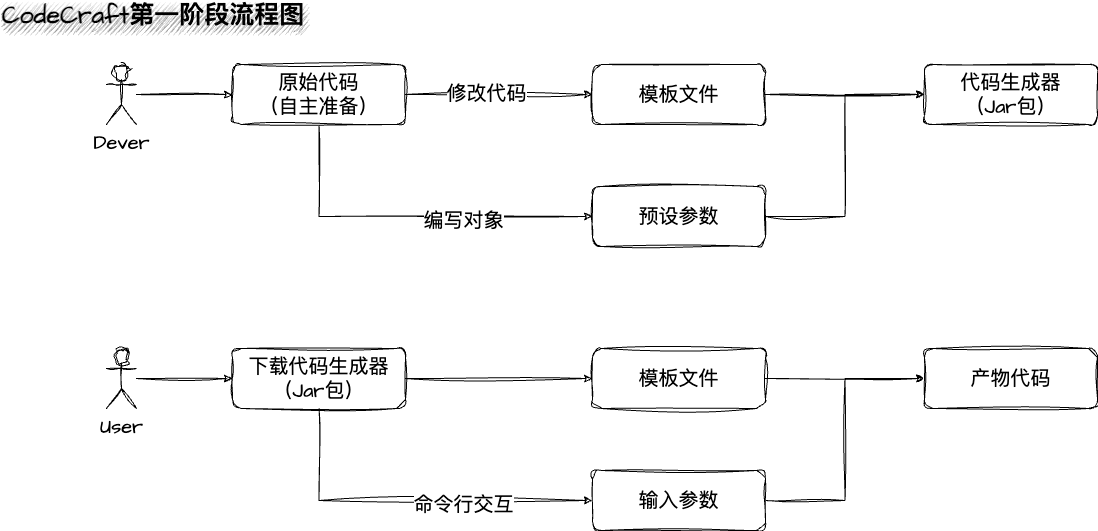 CodeCraft第一阶段流程图
原始代码
（自主准备）
修改代码
模板文件
代码生成器
（Jar包）
Dever
编写对象
预设参数
下载代码生成器
（Jar包）
模板文件
产物代码
User
命令行交互
输入参数